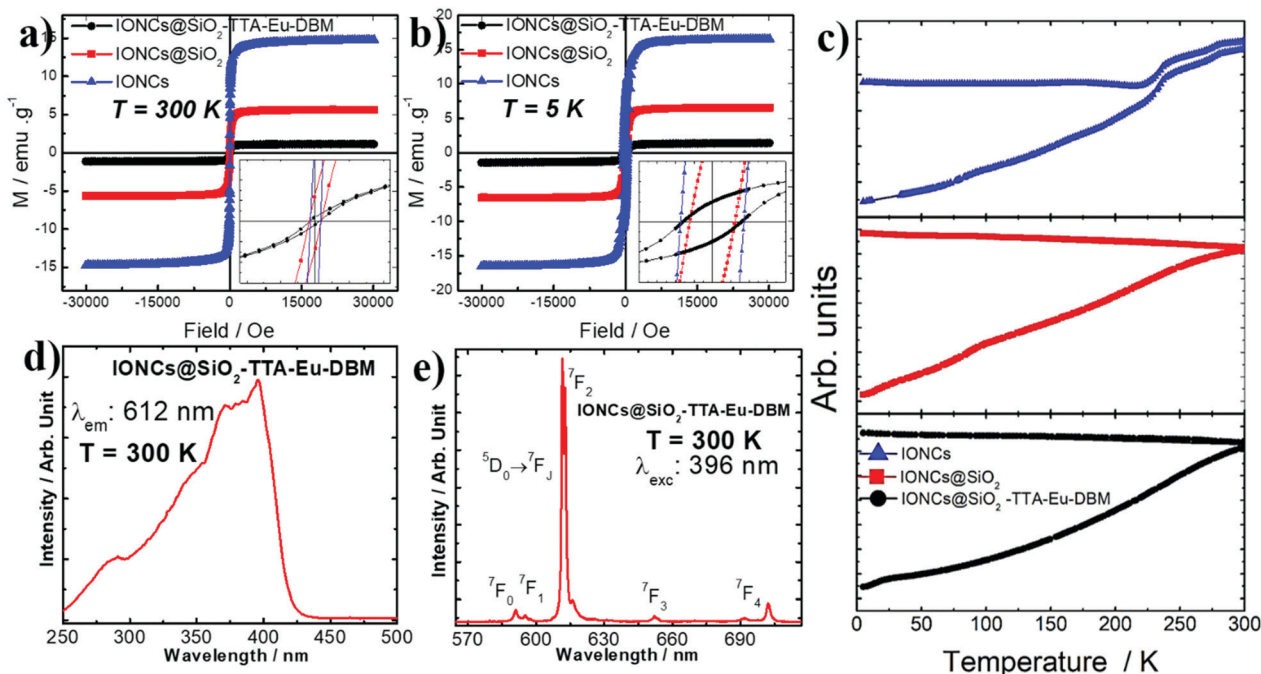 a)
IONCs@SiO₂-TTA-Eu-DBM
IONCs@SiO₂
IONCs
T = 300 K
M / emu .g⁻¹
15
10
5
0
-5
-10
-15
-30000 -15000 0 15000 30000
Field / Oe
b)
IONCs@SiO₂-TTA-Eu-DBM
IONCs@SiO₂
IONCs
T = 5 K
M / emu .g⁻¹
20
15
10
5
0
-5
-10
-15
-20
-30000 -15000 0 15000 30000
Field / Oe
c)
Arb. units
IONCs
IONCs@SiO₂
IONCs@SiO₂ -TTA-Eu-DBM
0 50 100 150 200 250 300
Temperature / K
d)
IONCs@SiO₂-TTA-Eu-DBM
λem: 612 nm
T = 300 K
Intensity / Arb. Unit
250 300 350 400 450 500
Wavelength / nm
e)
⁷F₂
IONCs@SiO₂-TTA-Eu-DBM
T = 300 K
⁵D₀→⁷FJ
λexc: 396 nm
⁷F₀ ⁷F₁ ⁷F₃ ⁷F₄
Intensity / Arb. Unit
570 600 630 660 690
Wavelength / nm